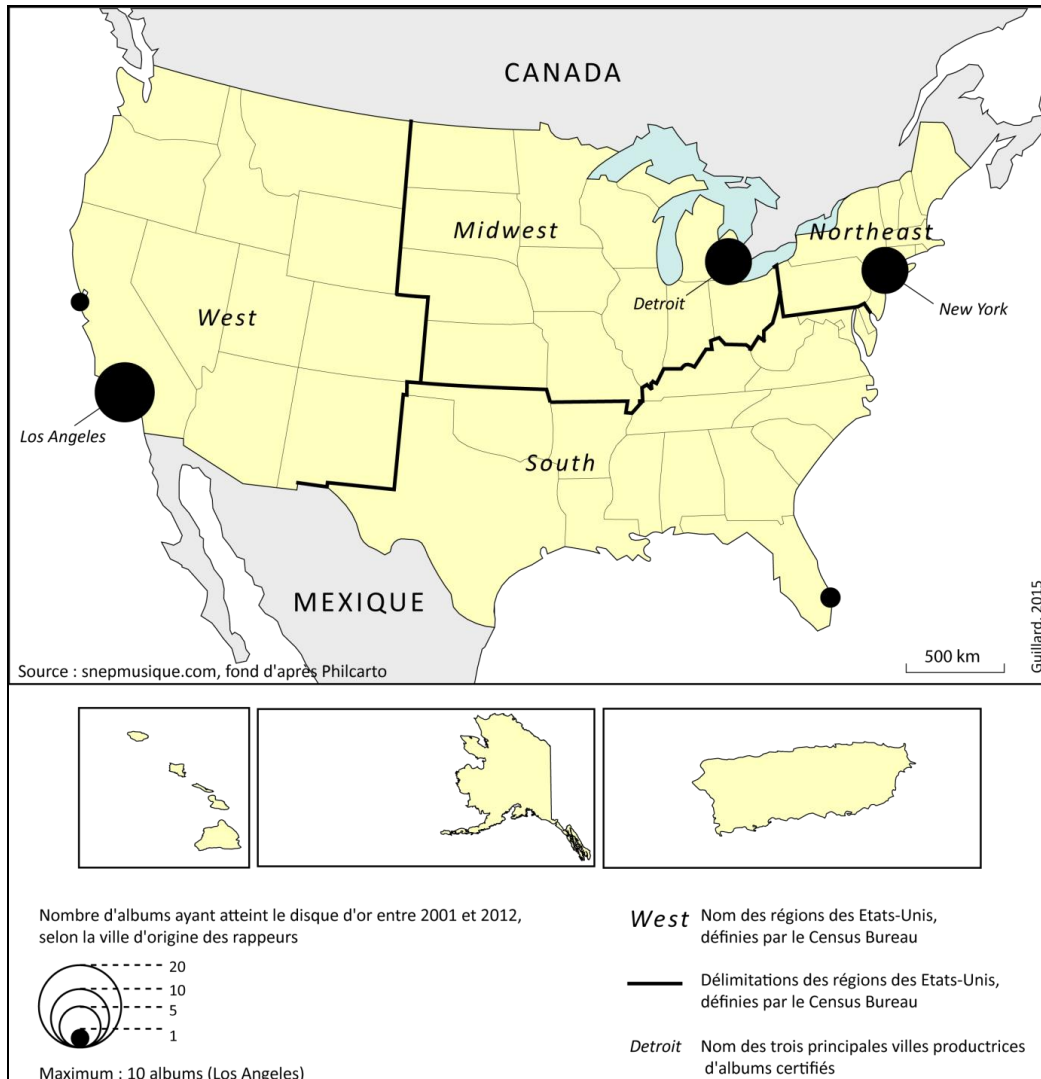 CANADA
Midwest
Northeast
Detroit
New York
West
Los Angeles
South
MEXIQUE
Guillard, 2015
500 km
Source : snepmusique.com, fond d'après Philcarto
Nombre d'albums ayant atteint le disque d'or entre 2001 et 2012,
selon la ville d'origine des rappeurs
20
10
5
1
Maximum : 10 albums (Los Angeles)
West Nom des régions des Etats-Unis,
définies par le Census Bureau
Délimitations des régions des Etats-Unis,
définies par le Census Bureau
Detroit Nom des trois principales villes productrices
d'albums certifiés